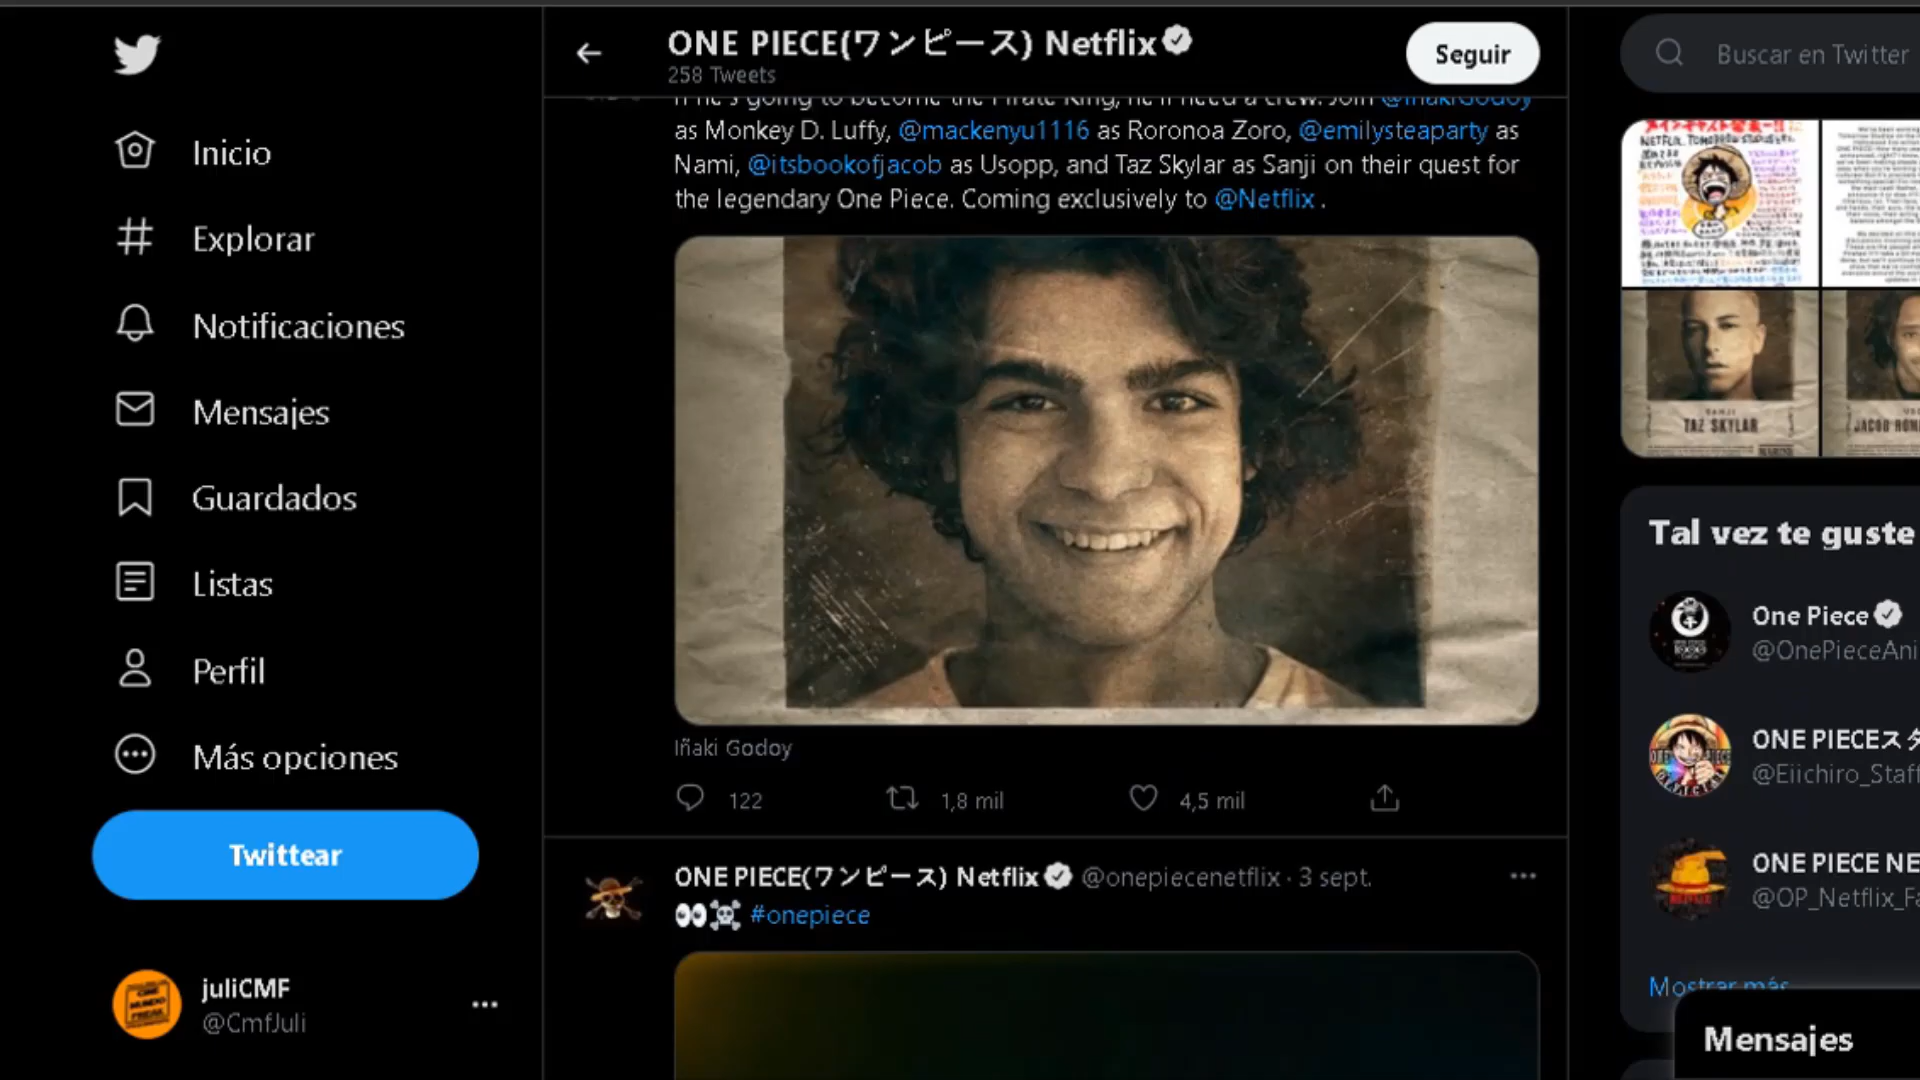 Inicio
Explorar
Notificaciones
Mensajes
Guardados
Listas
Perfil
Más opciones
Twittear
juliCMF
@CmfJuli
ONE PIECE(ワンピース) Netflix
258 Tweets
Seguir
If he's going to become the Pirate King, he'll need a crew. Join @InakiGodoy
as Monkey D. Luffy, @mackenyu1116 as Roronoa Zoro, @emilysteaparty as
Nami, @itsbookofjacob as Usopp, and Taz Skylar as Sanji on their quest for
the legendary One Piece. Coming exclusively to @Netflix .
Iñaki Godoy
122 1,8 mil 4,5 mil
ONE PIECE(ワンピース) Netflix @onepiecenetflix · 3 sept.
#onepiece
Buscar en Twitter
SANJI
TAZ SKYLAR
JACOB
Tal vez te guste
One Piece
@OnePieceAni
ONE PIECEスタ
@Eiichiro_Staff
ONE PIECE NE
@OP_Netflix_Fa
Mostrar más
Mensajes